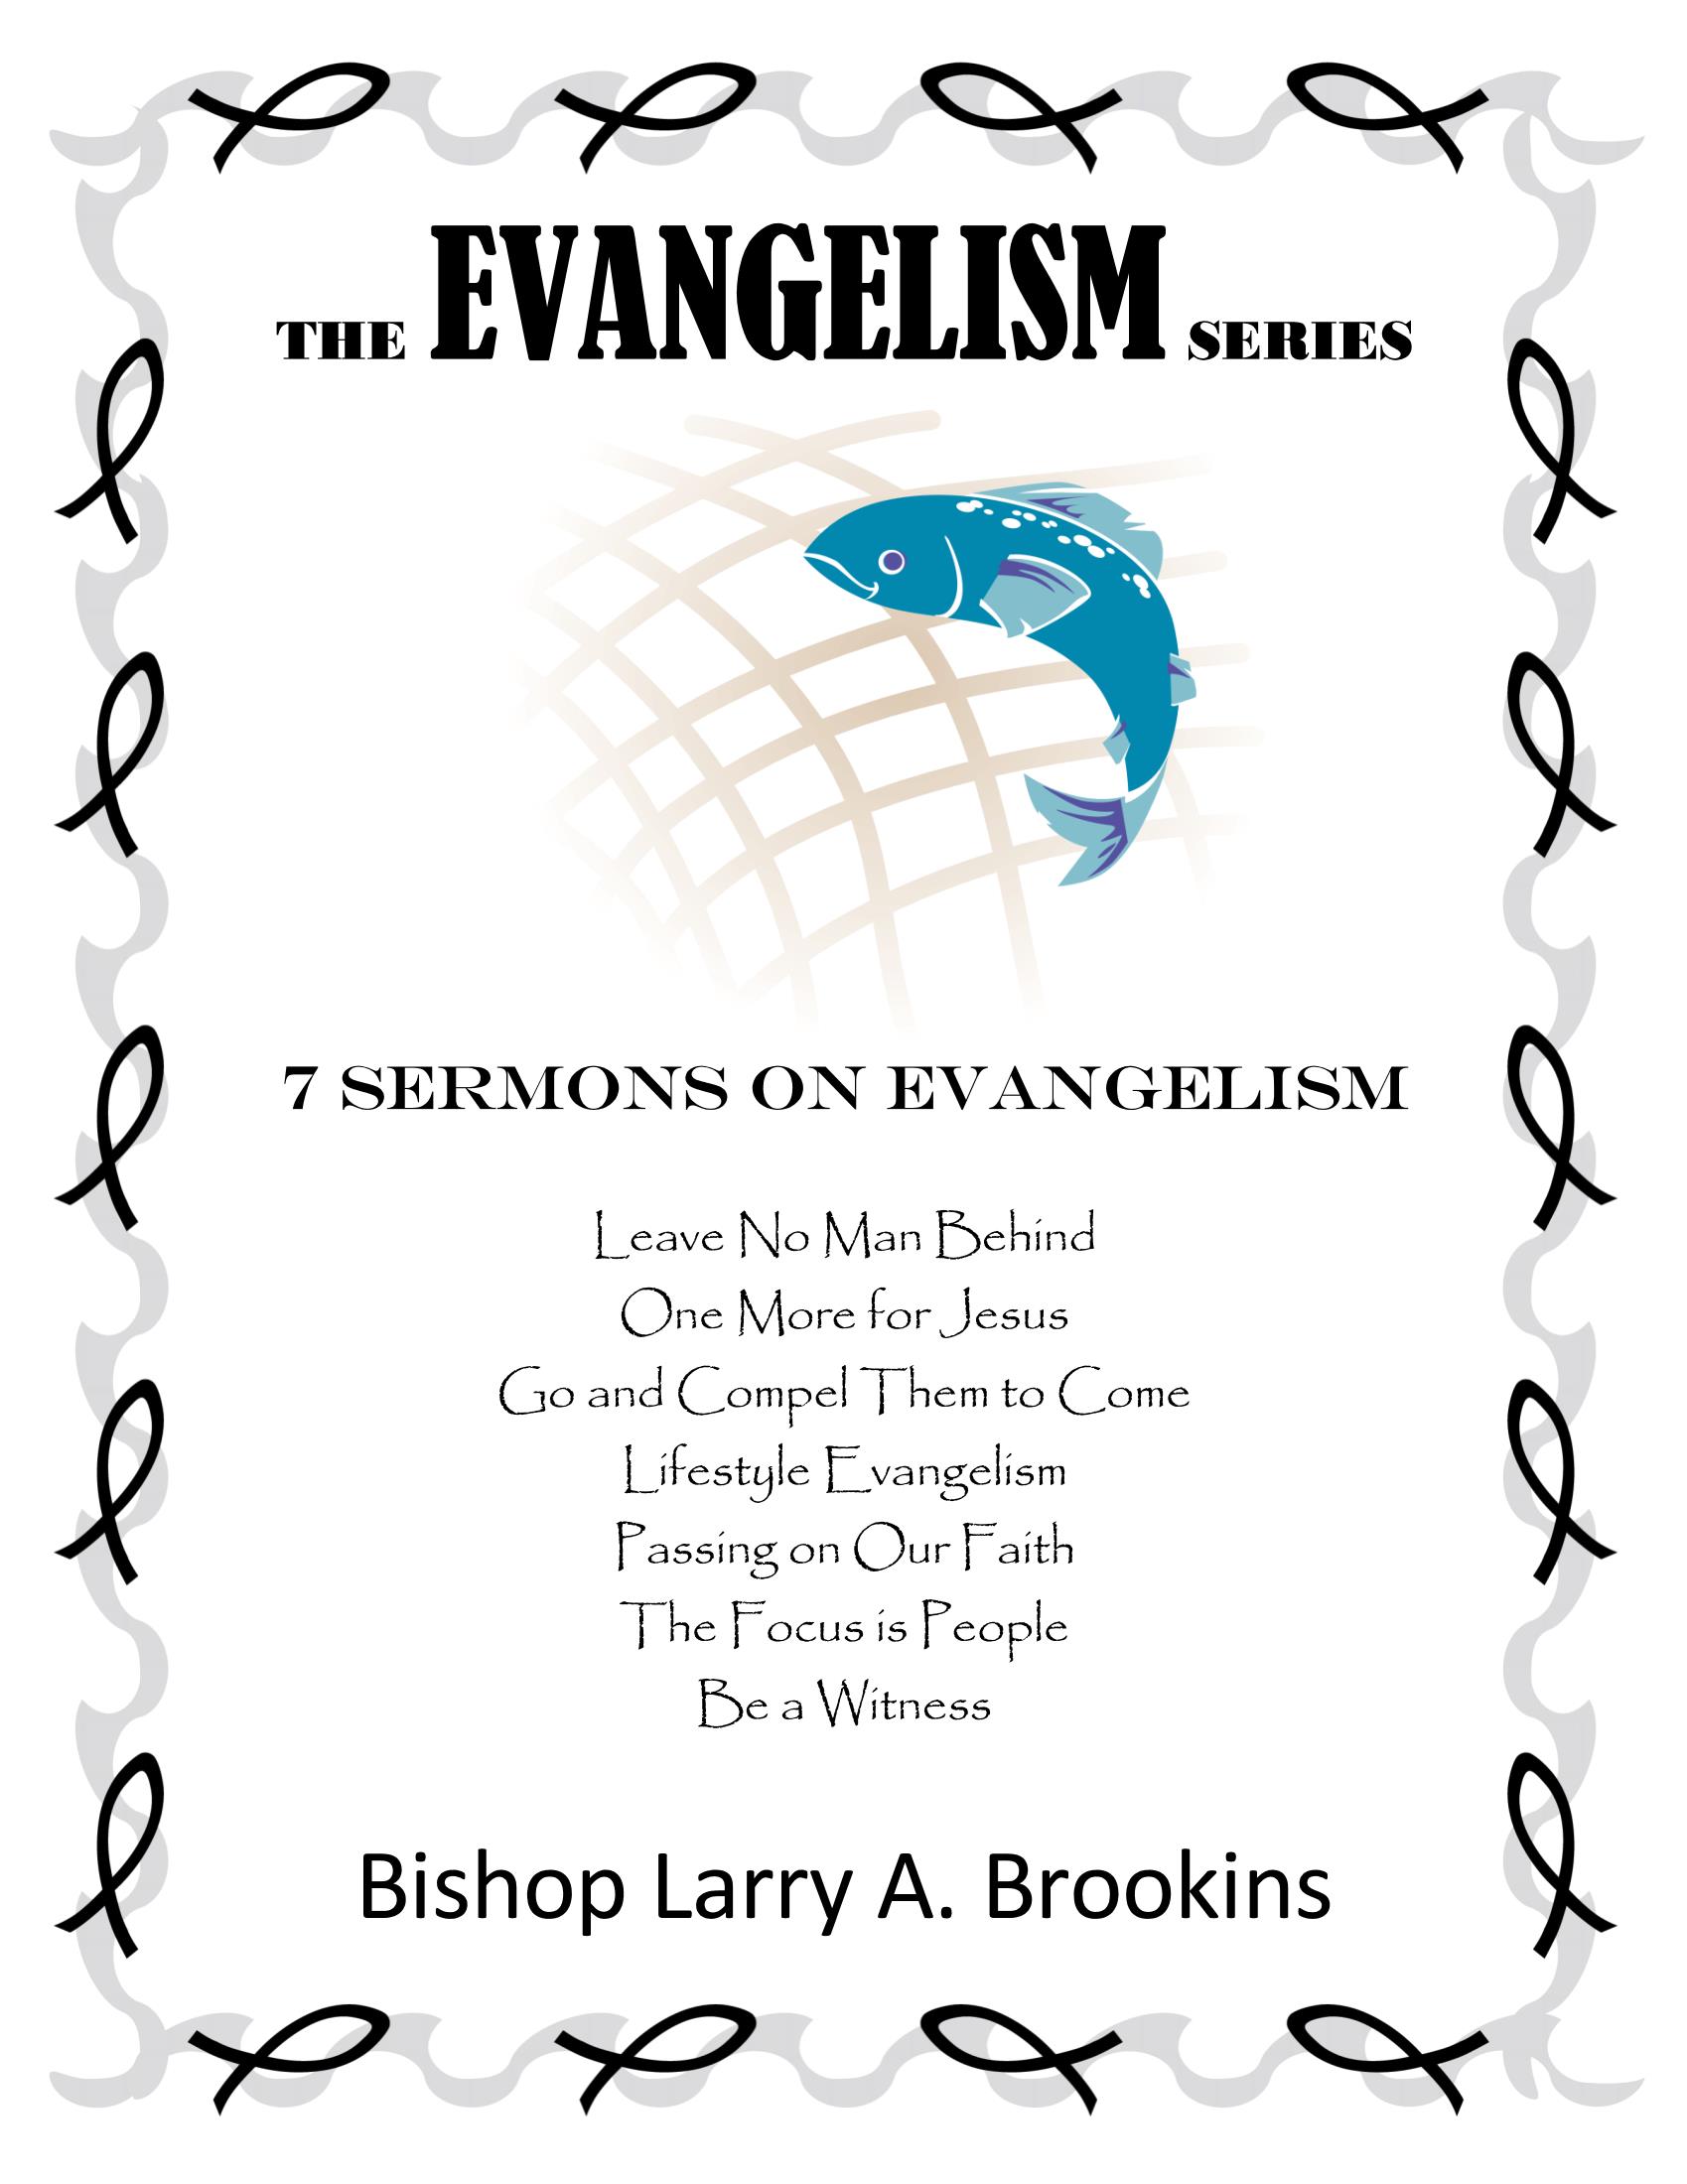 THE EVANGELISM SERIES
7 SERMONS ON EVANGELISM
Leave No Man Behind
One More for Jesus
Go and Compel Them to Come
Lifestyle Evangelism
Passing on Our Faith
The Focus is People
Be a Witness
Bishop Larry A. Brookins